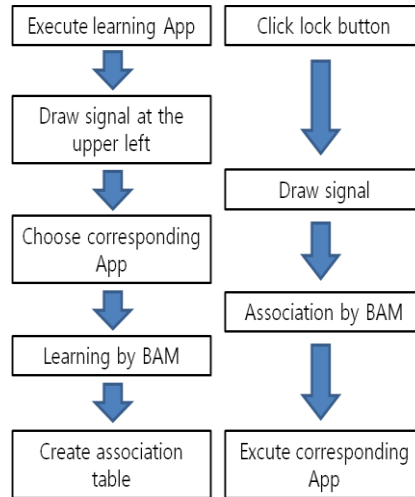 Execute learning App
Draw signal at the
upper left
Choose corresponding
App
Learning by BAM
Create association
table
Click lock button
Draw signal
Association by BAM
Excute corresponding
App